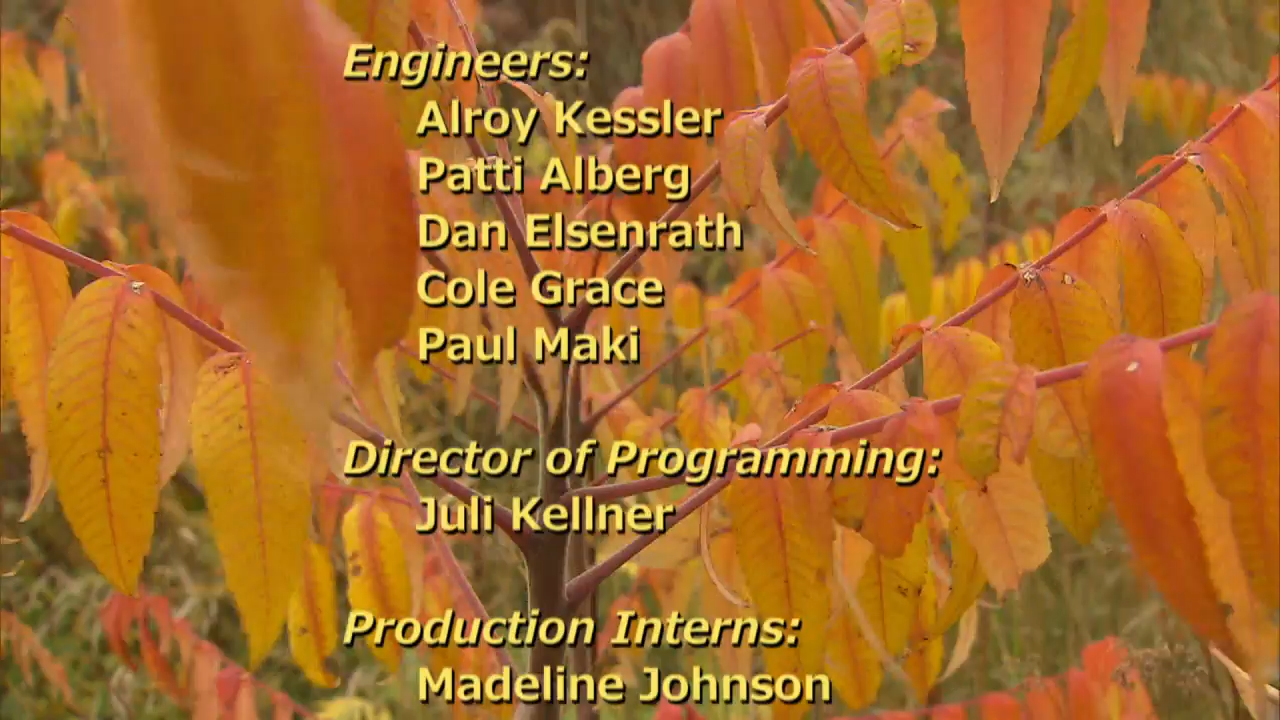 Engineers:
Alroy Kessler
Patti Alberg
Dan Elsenrath
Cole Grace
Paul Maki
Director of Programming:
Juli Kellner
Production Interns:
Madeline Johnson